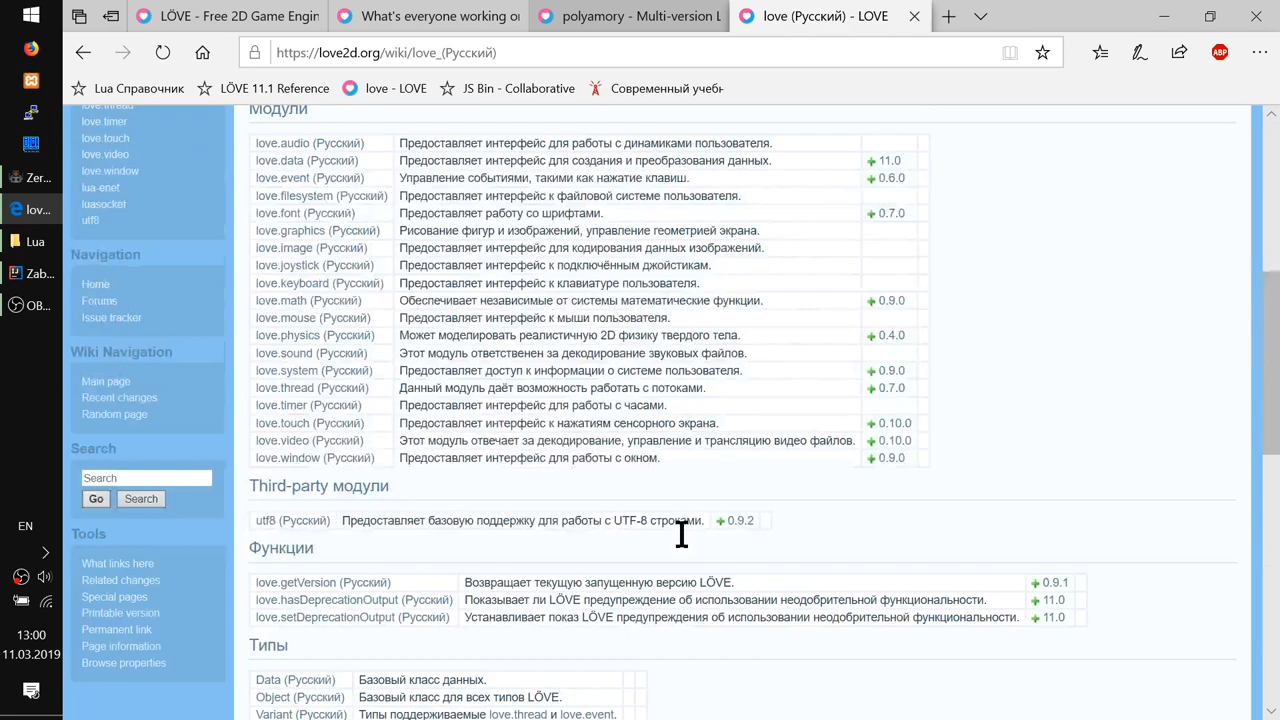 LÖVE - Free 2D Game Engin
What's everyone working or
polyamory - Multi-version L
love (Русский) - LOVE
https://love2d.org/wiki/love_(Русский)
ABP
Lua Справочник
LÖVE 11.1 Reference
love - LOVE
JS Bin - Collaborative
Современный учебн
Zer...
lov...
Lua
Zab...
OB...
EN
13:00
11.03.2019
love.thread
love.timer
love.touch
love.video
love.window
lua-enet
luasocket
utf8
Navigation
Home
Forums
Issue tracker
Wiki Navigation
Main page
Recent changes
Random page
Search
Search
Go Search
Tools
What links here
Related changes
Special pages
Printable version
Permanent link
Page information
Browse properties
Модули
love.audio (Русский) Предоставляет интерфейс для работы с динамиками пользователя.
love.data (Русский) Предоставляет интерфейс для создания и преобразования данных. 11.0
love.event (Русский) Управление событиями, такими как нажатие клавиш. 0.6.0
love.filesystem (Русский) Предоставляет интерфейс к файловой системе пользователя.
love.font (Русский) Предоставляет работу со шрифтами. 0.7.0
love.graphics (Русский) Рисование фигур и изображений, управление геометрией экрана.
love.image (Русский) Предоставляет интерфейс для кодирования данных изображений.
love.joystick (Русский) Предоставляет интерфейс к подключённым джойстикам.
love.keyboard (Русский) Предоставляет интерфейс к клавиатуре пользователя.
love.math (Русский) Обеспечивает независимые от системы математические функции. 0.9.0
love.mouse (Русский) Предоставляет интерфейс к мыши пользователя.
love.physics (Русский) Может моделировать реалистичную 2D физику твердого тела. 0.4.0
love.sound (Русский) Этот модуль ответственен за декодирование звуковых файлов.
love.system (Русский) Предоставляет доступ к информации о системе пользователя. 0.9.0
love.thread (Русский) Данный модуль даёт возможность работать с потоками. 0.7.0
love.timer (Русский) Предоставляет интерфейс для работы с часами.
love.touch (Русский) Предоставляет интерфейс к нажатиям сенсорного экрана. 0.10.0
love.video (Русский) Этот модуль отвечает за декодирование, управление и трансляцию видео файлов. 0.10.0
love.window (Русский) Предоставляет интерфейс для работы с окном. 0.9.0
Third-party модули
utf8 (Русский) Предоставляет базовую поддержку для работы с UTF-8 строками. 0.9.2
Функции
love.getVersion (Русский) Возвращает текущую запущенную версию LÖVE. 0.9.1
love.hasDeprecationOutput (Русский) Показывает ли LÖVE предупреждение об использовании неодобрительной функциональности. 11.0
love.setDeprecationOutput (Русский) Устанавливает показ LÖVE предупреждения об использовании неодобрительной функциональности. 11.0
Типы
Data (Русский) Базовый класс данных.
Object (Русский) Базовый класс для всех типов LÖVE.
Variant (Русский) Типы поддерживаемые love.thread и love.event.